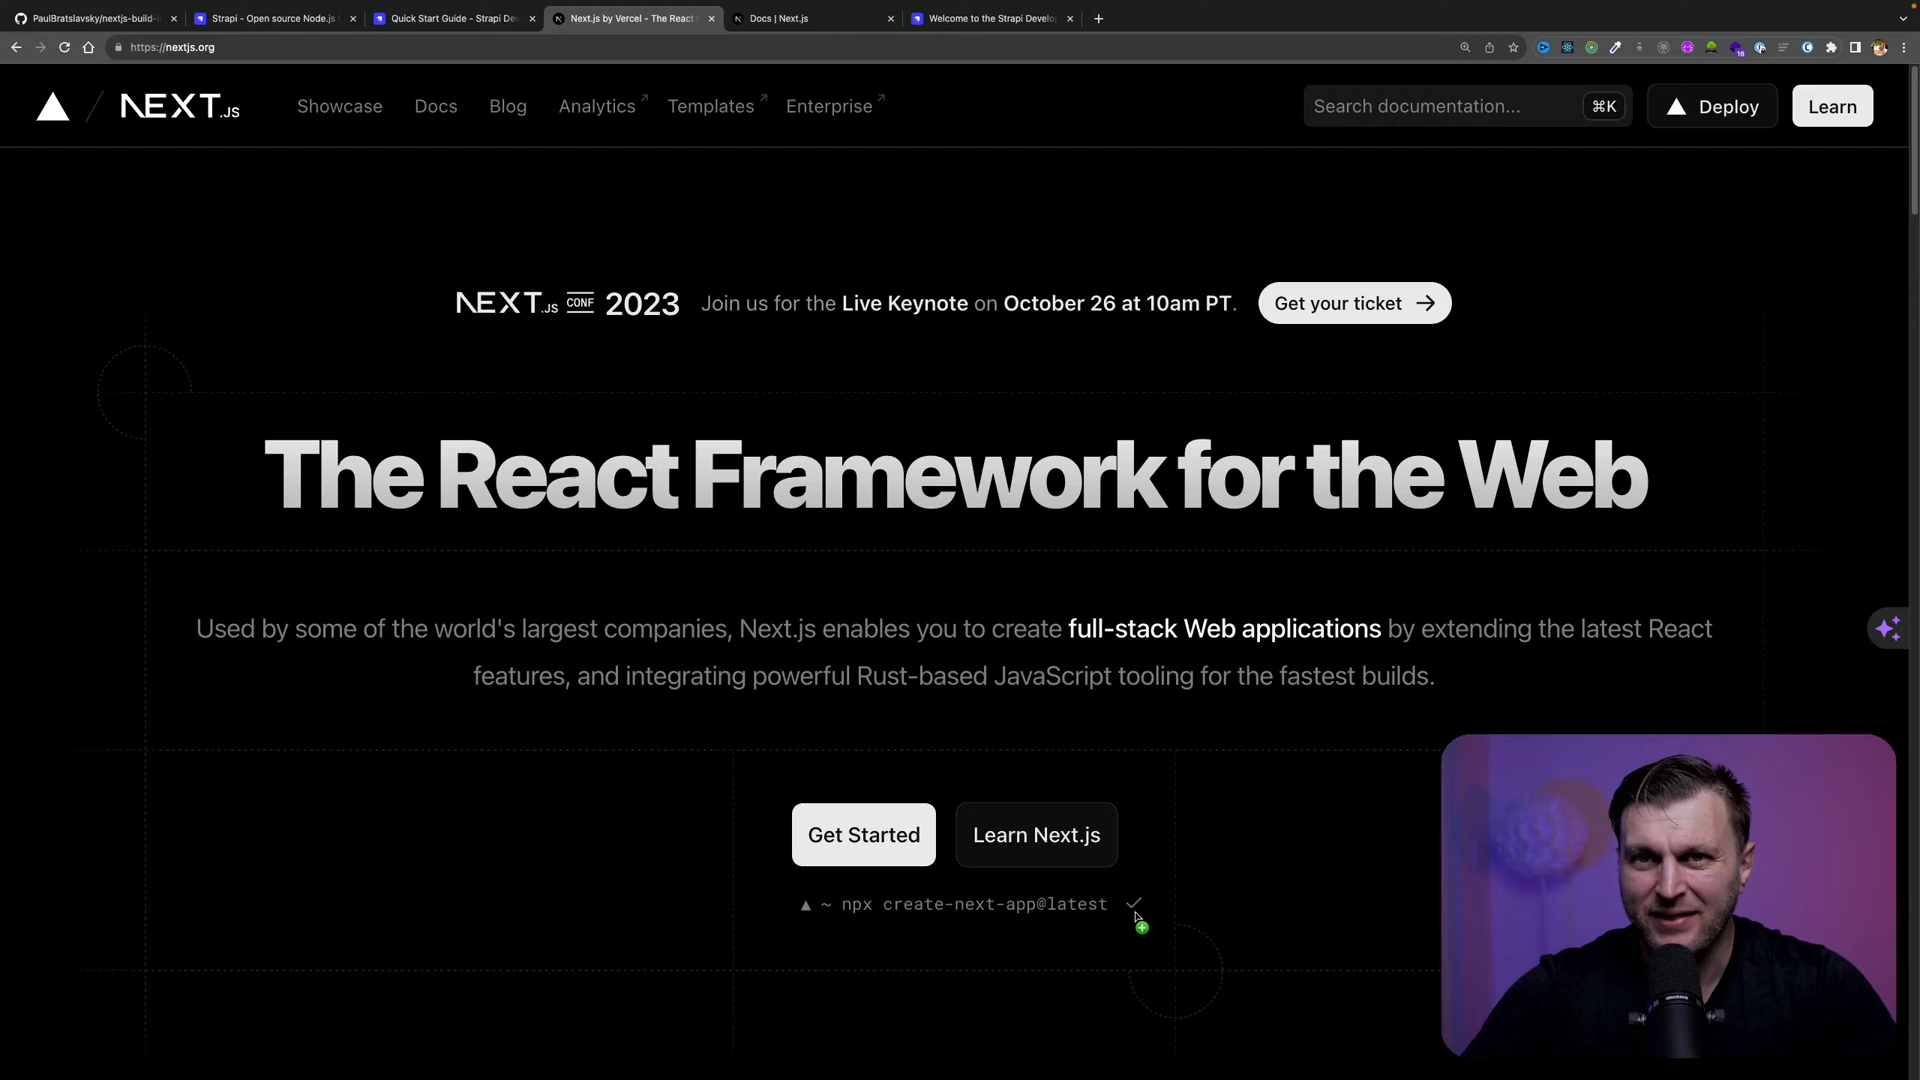 PaulBratslavsky/nextjs-build-
Strapi - Open source Node.js
Quick Start Guide - Strapi De
Next.js by Vercel - The React
Docs | Next.js
Welcome to the Strapi Develo
https://nextjs.org
16
NEXT.JS
Showcase
Docs
Blog
Analytics
Templates
Enterprise
Search documentation...
⌘K
Deploy
Learn
NEXT.JS CONF 2023 Join us for the Live Keynote on October 26 at 10am PT.
Get your ticket →
The React Framework for the Web
Used by some of the world's largest companies, Next.js enables you to create full-stack Web applications by extending the latest React
features, and integrating powerful Rust-based JavaScript tooling for the fastest builds.
Get Started
Learn Next.js
▲ ~ npx create-next-app@latest